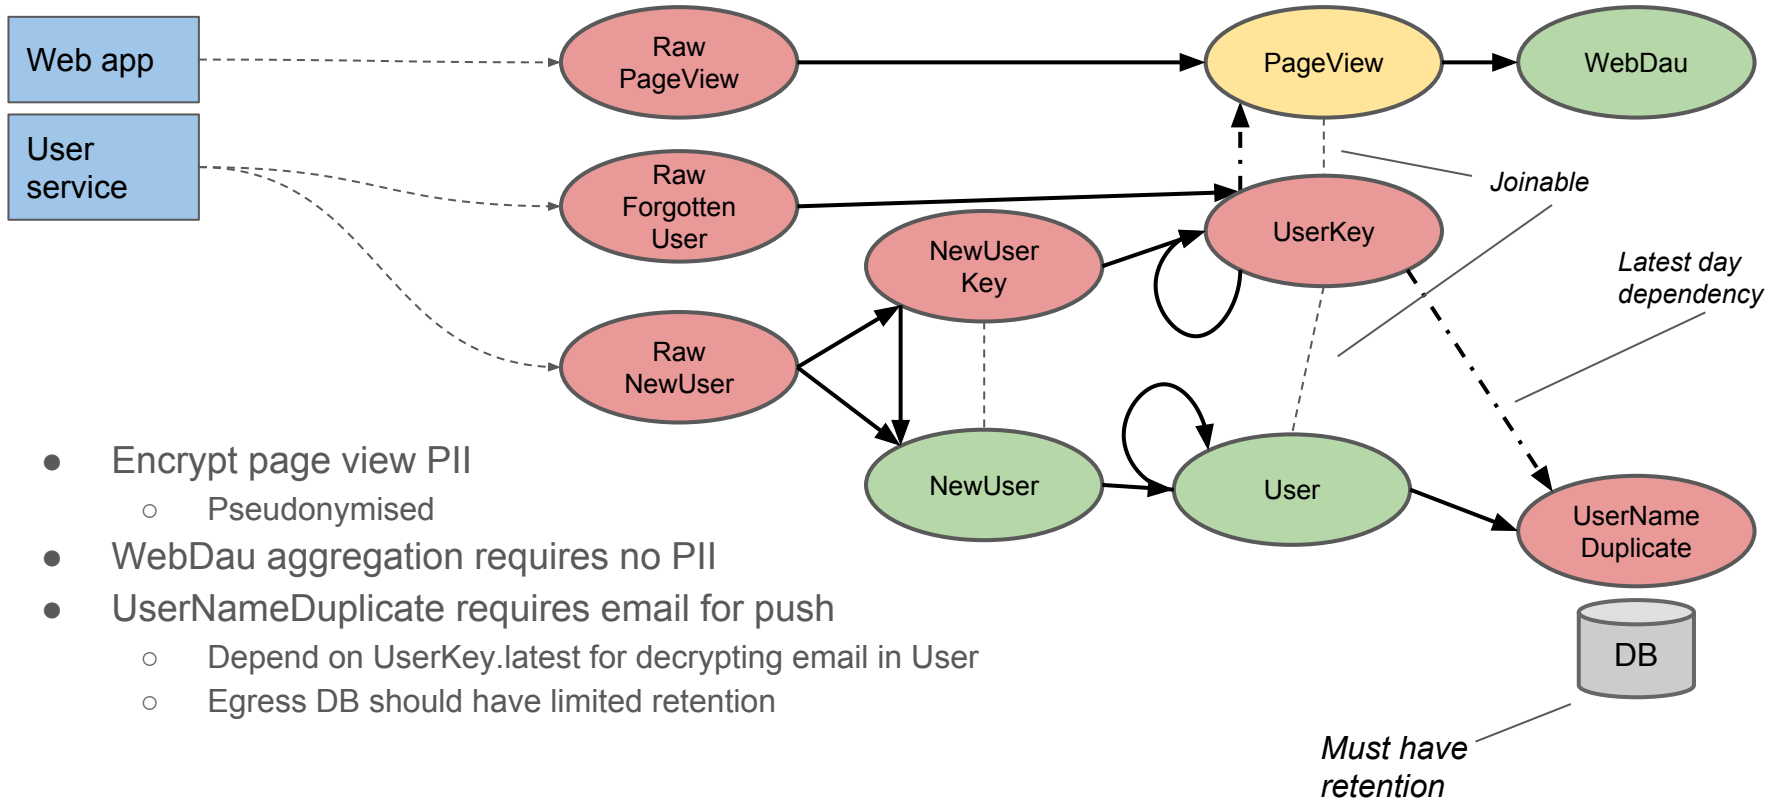 Web app
Raw
PageView
PageView
WebDau
User
service
Raw
Forgotten
User
UserKey
Joinable
NewUser
Key
Latest day
dependency
Raw
NewUser
NewUser
User
UserName
Duplicate
DB
Must have
retention
● Encrypt page view PII
○ Pseudonymised
● WebDau aggregation requires no PII
● UserNameDuplicate requires email for push
○ Depend on UserKey.latest for decrypting email in User
○ Egress DB should have limited retention